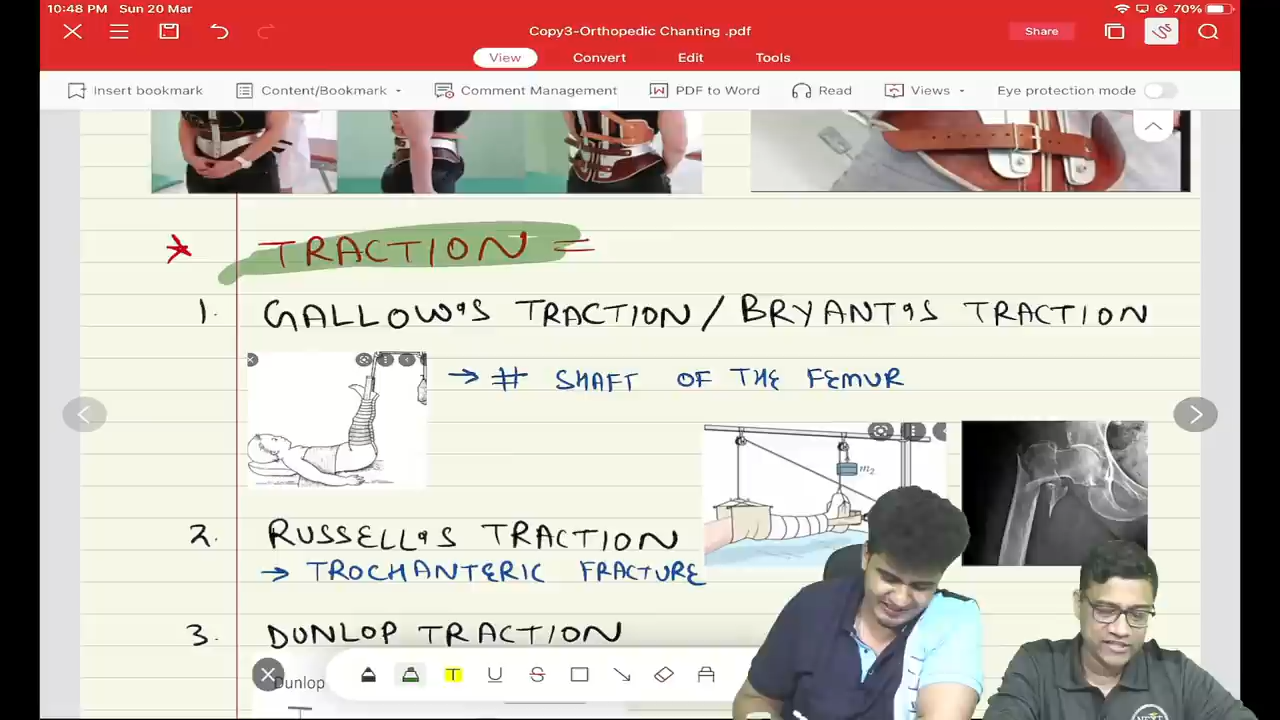 10:48 PM Sun 20 Mar 70%
Copy3-Orthopedic Chanting .pdf
Share
View Convert Edit Tools
Insert bookmark Content/Bookmark Comment Management PDF to Word Read Views Eye protection mode
TRACTION =
1. GALLOW'S TRACTION / BRYANT'S TRACTION
→ # SHAFT OF THE FEMUR
m2
2. RUSSELL'S TRACTION
→ TROCHANTERIC FRACTURE
3. DUNLOP TRACTION
T U S
Dunlop